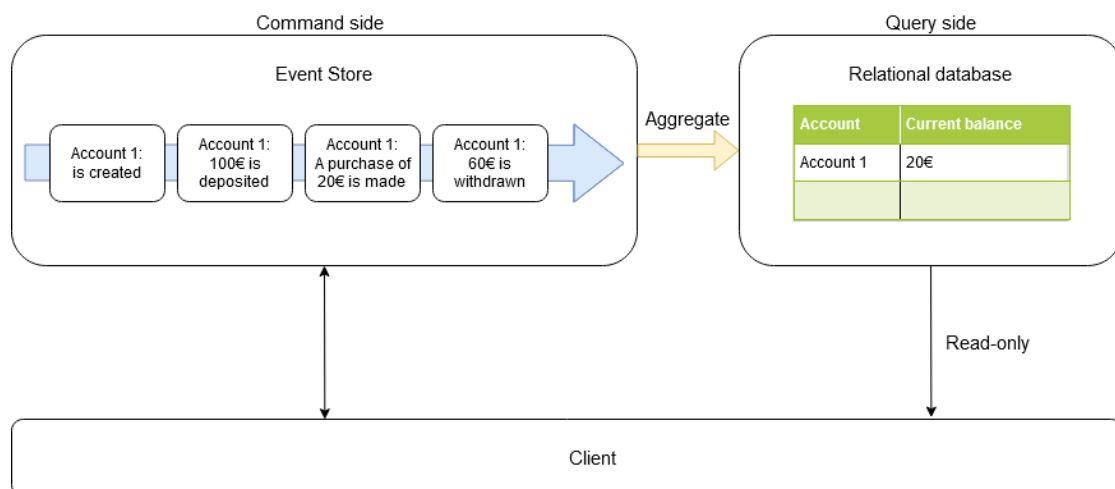 Command side
Query side
Event Store
Relational database
Account 1:
is created
Account 1:
100€ is
deposited
Account 1:
A purchase of
20€ is made
Account 1:
60€ is
withdrawn
Aggregate
Account Current balance
Account 1 20€
Read-only
Client